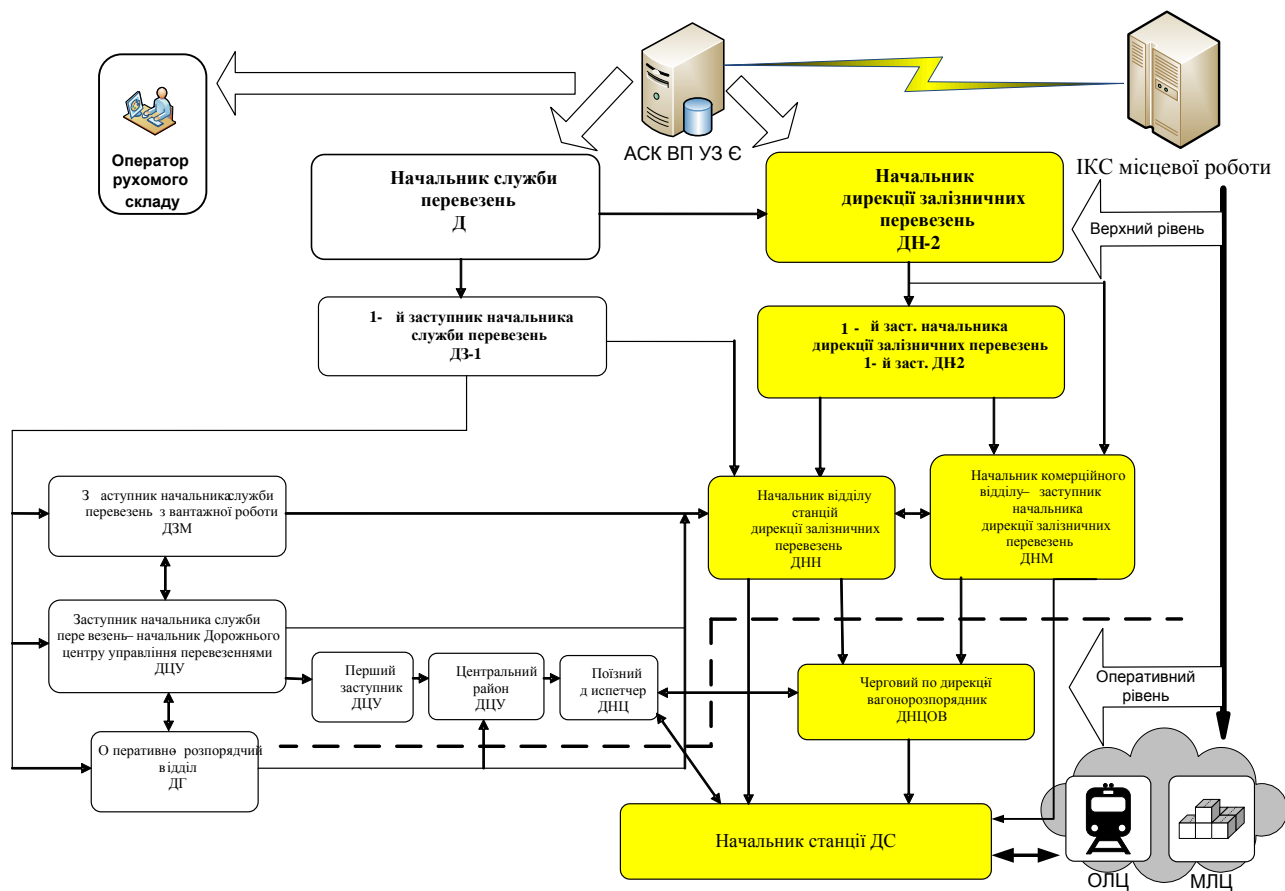 Оператор
рухомого
складу
АСК ВП УЗ Є
ІКС місцевої роботи
Начальник служби
перевезень
Д
Начальник
дирекції залізничних
перевезень
ДН-2
Верхний рівень
1- й заступник начальника
служби перевезень
ДЗ-1
1 - й заст. начальника
дирекції залізничних перевезень
1- й заст. ДН-2
З аступник начальника служби
перевезень з вантажної роботи
ДЗМ
Начальник відділу
станцій
дирекції залізничних
перевезень
ДНН
Начальник комерційного
відділу– заступник
начальника
дирекції залізничних
перевезень
ДНМ
Заступник начальника служби
пере везень– начальник Дорожнього
центру управління перевезеннями
ДЦУ
Перший
заступник
ДЦУ
Центральний
район
ДЦУ
Поїзний
д испетчер
ДНЦ
Черговий по дирекції
вагонорозпорядник
ДНЦОВ
Оперативний
рівень
О перативно- розпорядчий
відділ
ДГ
Начальник станції ДС
ОЛЦ
МЛЦ